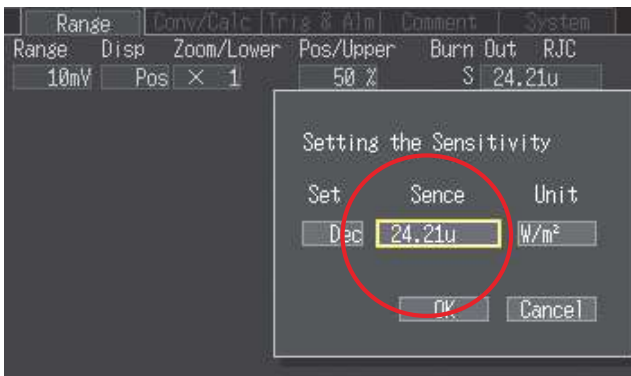 Range Conv/Calc Trig & Alm Comment System
Range Disp Zoom/Lower Pos/Upper Burn Out RJC
10mV Pos × 1 50 % S 24.21u
Setting the Sensitivity
Set Sence Unit
Dec 24.21u W/m²
OK Cancel